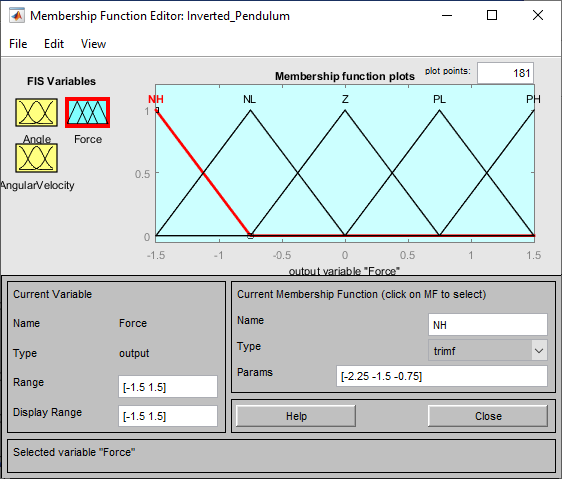 Membership Function Editor: Inverted_Pendulum
File Edit View
FIS Variables
Membership function plots
plot points:
181
Angle
Force
AngularVelocity
NH NL Z PL PH
1
0.5
0
-1.5 -1 -0.5 0 0.5 1 1.5
output variable "Force"
Current Variable
Name Force
Type output
Range [-1.5 1.5]
Display Range [-1.5 1.5]
Current Membership Function (click on MF to select)
Name NH
Type trimf
Params [-2.25 -1.5 -0.75]
Help Close
Selected variable "Force"